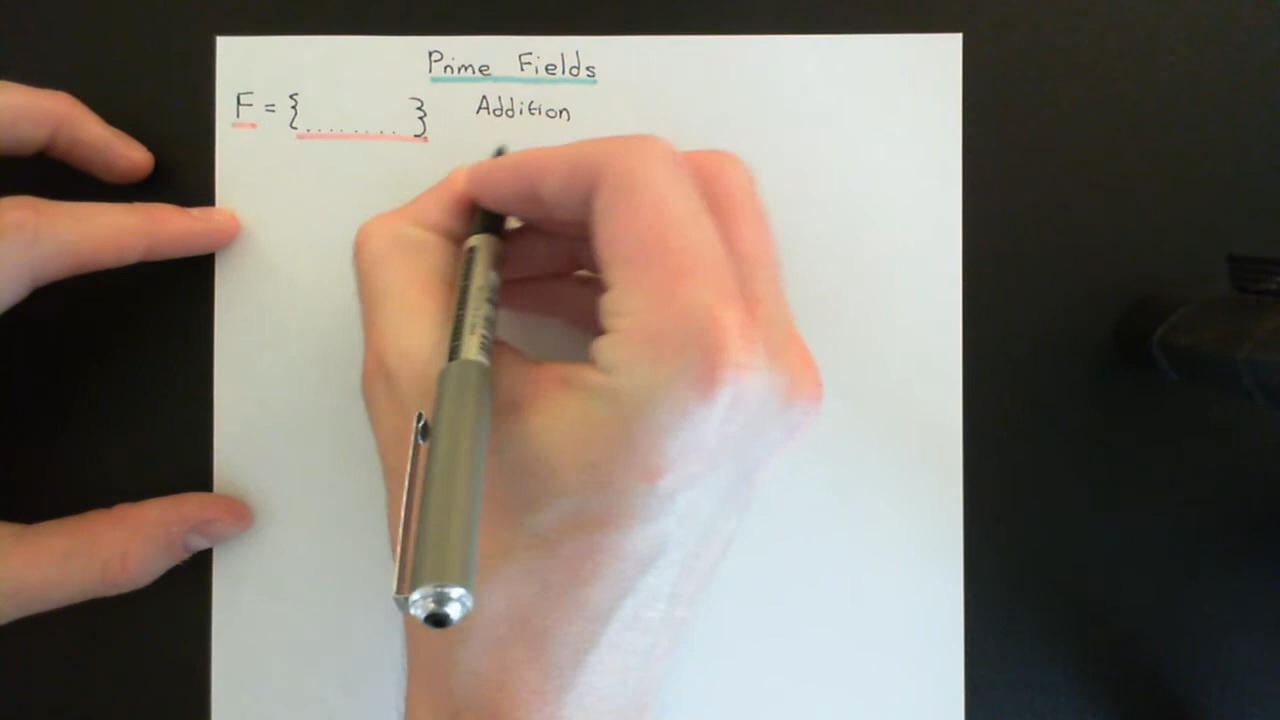 Prime Fields
F = {........} Addition